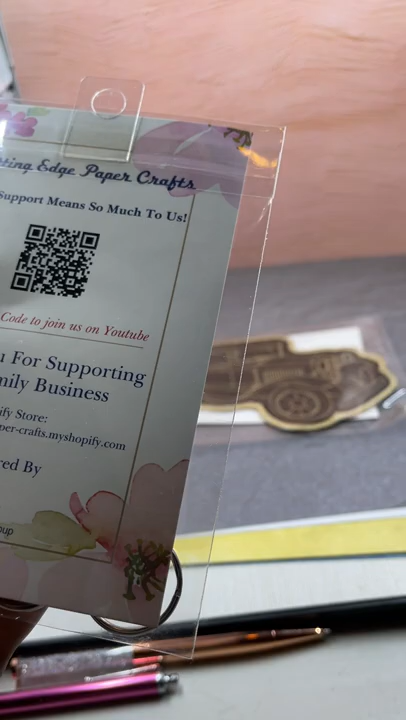 tting Edge Paper Crafts
Support Means So Much To Us!
Code to join us on Youtube
u For Supporting
mily Business
ify Store:
per-crafts.myshopify.com
red By
oup